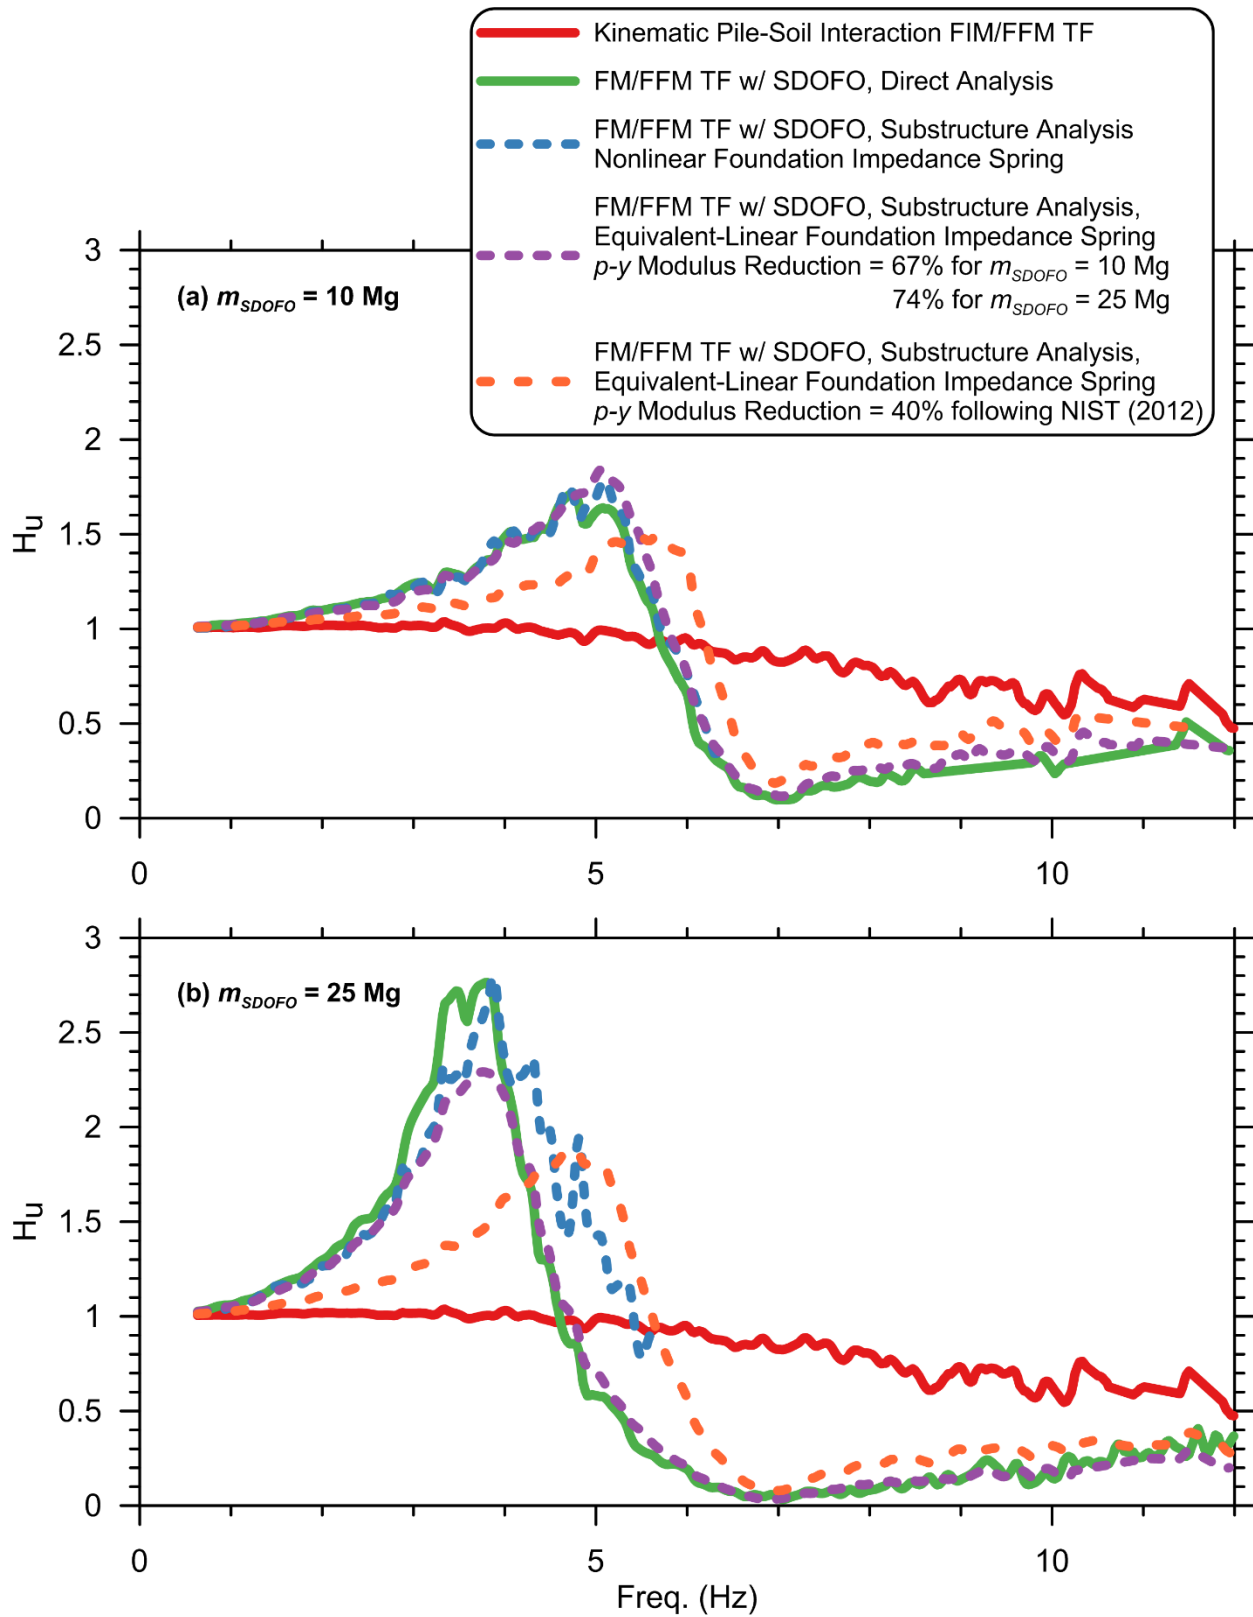 Kinematic Pile-Soil Interaction FIM/FFM TF
FM/FFM TF w/ SDOFO, Direct Analysis
FM/FFM TF w/ SDOFO, Substructure Analysis
Nonlinear Foundation Impedance Spring
FM/FFM TF w/ SDOFO, Substructure Analysis,
Equivalent-Linear Foundation Impedance Spring
p-y Modulus Reduction = 67% for mSDOFO = 10 Mg
74% for mSDOFO = 25 Mg
FM/FFM TF w/ SDOFO, Substructure Analysis,
Equivalent-Linear Foundation Impedance Spring
p-y Modulus Reduction = 40% following NIST (2012)
3
(a) mSDOFO = 10 Mg
2.5
2
Hu
1.5
1
0.5
0
0
5
10
3
(b) mSDOFO = 25 Mg
2.5
2
Hu
1.5
1
0.5
0
0
5
10
Freq. (Hz)